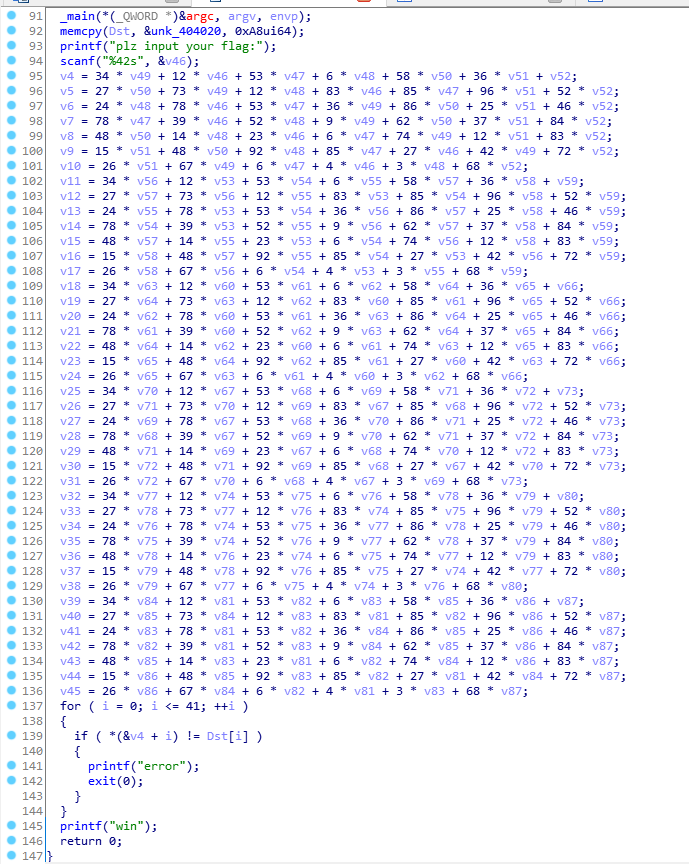 91 _main(*(_QWORD *)&argc, argv, envp);
92 memcpy(Dst, &unk_404020, 0xA8ui64);
93 printf("plz input your flag:");
94 scanf("%42s", &v46);
95 v4 = 34 * v49 + 12 * v46 + 53 * v47 + 6 * v48 + 58 * v50 + 36 * v51 + v52;
96 v5 = 27 * v50 + 73 * v49 + 12 * v48 + 83 * v46 + 85 * v47 + 96 * v51 + 52 * v52;
97 v6 = 24 * v48 + 78 * v46 + 53 * v47 + 36 * v49 + 86 * v50 + 25 * v51 + 46 * v52;
98 v7 = 78 * v47 + 39 * v46 + 52 * v48 + 9 * v49 + 62 * v50 + 37 * v51 + 84 * v52;
99 v8 = 48 * v50 + 14 * v48 + 23 * v46 + 6 * v47 + 74 * v49 + 12 * v51 + 83 * v52;
100 v9 = 15 * v51 + 48 * v50 + 92 * v48 + 85 * v47 + 27 * v46 + 42 * v49 + 72 * v52;
101 v10 = 26 * v51 + 67 * v49 + 6 * v47 + 4 * v46 + 3 * v48 + 68 * v52;
102 v11 = 34 * v56 + 12 * v53 + 53 * v54 + 6 * v55 + 58 * v57 + 36 * v58 + v59;
103 v12 = 27 * v57 + 73 * v56 + 12 * v55 + 83 * v53 + 85 * v54 + 96 * v58 + 52 * v59;
104 v13 = 24 * v55 + 78 * v53 + 53 * v54 + 36 * v56 + 86 * v57 + 25 * v58 + 46 * v59;
105 v14 = 78 * v54 + 39 * v53 + 52 * v55 + 9 * v56 + 62 * v57 + 37 * v58 + 84 * v59;
106 v15 = 48 * v57 + 14 * v55 + 23 * v53 + 6 * v54 + 74 * v56 + 12 * v58 + 83 * v59;
107 v16 = 15 * v58 + 48 * v57 + 92 * v55 + 85 * v54 + 27 * v53 + 42 * v56 + 72 * v59;
108 v17 = 26 * v58 + 67 * v56 + 6 * v54 + 4 * v53 + 3 * v55 + 68 * v59;
109 v18 = 34 * v63 + 12 * v60 + 53 * v61 + 6 * v62 + 58 * v64 + 36 * v65 + v66;
110 v19 = 27 * v64 + 73 * v63 + 12 * v62 + 83 * v60 + 85 * v61 + 96 * v65 + 52 * v66;
111 v20 = 24 * v62 + 78 * v60 + 53 * v61 + 36 * v63 + 86 * v64 + 25 * v65 + 46 * v66;
112 v21 = 78 * v61 + 39 * v60 + 52 * v62 + 9 * v63 + 62 * v64 + 37 * v65 + 84 * v66;
113 v22 = 48 * v64 + 14 * v62 + 23 * v60 + 6 * v61 + 74 * v63 + 12 * v65 + 83 * v66;
114 v23 = 15 * v65 + 48 * v64 + 92 * v62 + 85 * v61 + 27 * v60 + 42 * v63 + 72 * v66;
115 v24 = 26 * v65 + 67 * v63 + 6 * v61 + 4 * v60 + 3 * v62 + 68 * v66;
116 v25 = 34 * v70 + 12 * v67 + 53 * v68 + 6 * v69 + 58 * v71 + 36 * v72 + v73;
117 v26 = 27 * v71 + 73 * v70 + 12 * v69 + 83 * v67 + 85 * v68 + 96 * v72 + 52 * v73;
118 v27 = 24 * v69 + 78 * v67 + 53 * v68 + 36 * v70 + 86 * v71 + 25 * v72 + 46 * v73;
119 v28 = 78 * v68 + 39 * v67 + 52 * v69 + 9 * v70 + 62 * v71 + 37 * v72 + 84 * v73;
120 v29 = 48 * v71 + 14 * v69 + 23 * v67 + 6 * v68 + 74 * v70 + 12 * v72 + 83 * v73;
121 v30 = 15 * v72 + 48 * v71 + 92 * v69 + 85 * v68 + 27 * v67 + 42 * v70 + 72 * v73;
122 v31 = 26 * v72 + 67 * v70 + 6 * v68 + 4 * v67 + 3 * v69 + 68 * v73;
123 v32 = 34 * v77 + 12 * v74 + 53 * v75 + 6 * v76 + 58 * v78 + 36 * v79 + v80;
124 v33 = 27 * v78 + 73 * v77 + 12 * v76 + 83 * v74 + 85 * v75 + 96 * v79 + 52 * v80;
125 v34 = 24 * v76 + 78 * v74 + 53 * v75 + 36 * v77 + 86 * v78 + 25 * v79 + 46 * v80;
126 v35 = 78 * v75 + 39 * v74 + 52 * v76 + 9 * v77 + 62 * v78 + 37 * v79 + 84 * v80;
127 v36 = 48 * v78 + 14 * v76 + 23 * v74 + 6 * v75 + 74 * v77 + 12 * v79 + 83 * v80;
128 v37 = 15 * v79 + 48 * v78 + 92 * v76 + 85 * v75 + 27 * v74 + 42 * v77 + 72 * v80;
129 v38 = 26 * v79 + 67 * v77 + 6 * v75 + 4 * v74 + 3 * v76 + 68 * v80;
130 v39 = 34 * v84 + 12 * v81 + 53 * v82 + 6 * v83 + 58 * v85 + 36 * v86 + v87;
131 v40 = 27 * v85 + 73 * v84 + 12 * v83 + 83 * v81 + 85 * v82 + 96 * v86 + 52 * v87;
132 v41 = 24 * v83 + 78 * v81 + 53 * v82 + 36 * v84 + 86 * v85 + 25 * v86 + 46 * v87;
133 v42 = 78 * v82 + 39 * v81 + 52 * v83 + 9 * v84 + 62 * v85 + 37 * v86 + 84 * v87;
134 v43 = 48 * v85 + 14 * v83 + 23 * v81 + 6 * v82 + 74 * v84 + 12 * v86 + 83 * v87;
135 v44 = 15 * v86 + 48 * v85 + 92 * v83 + 85 * v82 + 27 * v81 + 42 * v84 + 72 * v87;
136 v45 = 26 * v86 + 67 * v84 + 6 * v82 + 4 * v81 + 3 * v83 + 68 * v87;
137 for ( i = 0; i <= 41; ++i )
138 {
139 if ( *(&v4 + i) != Dst[i] )
140 {
141 printf("error");
142 exit(0);
143 }
144 }
145 printf("win");
146 return 0;
147 }